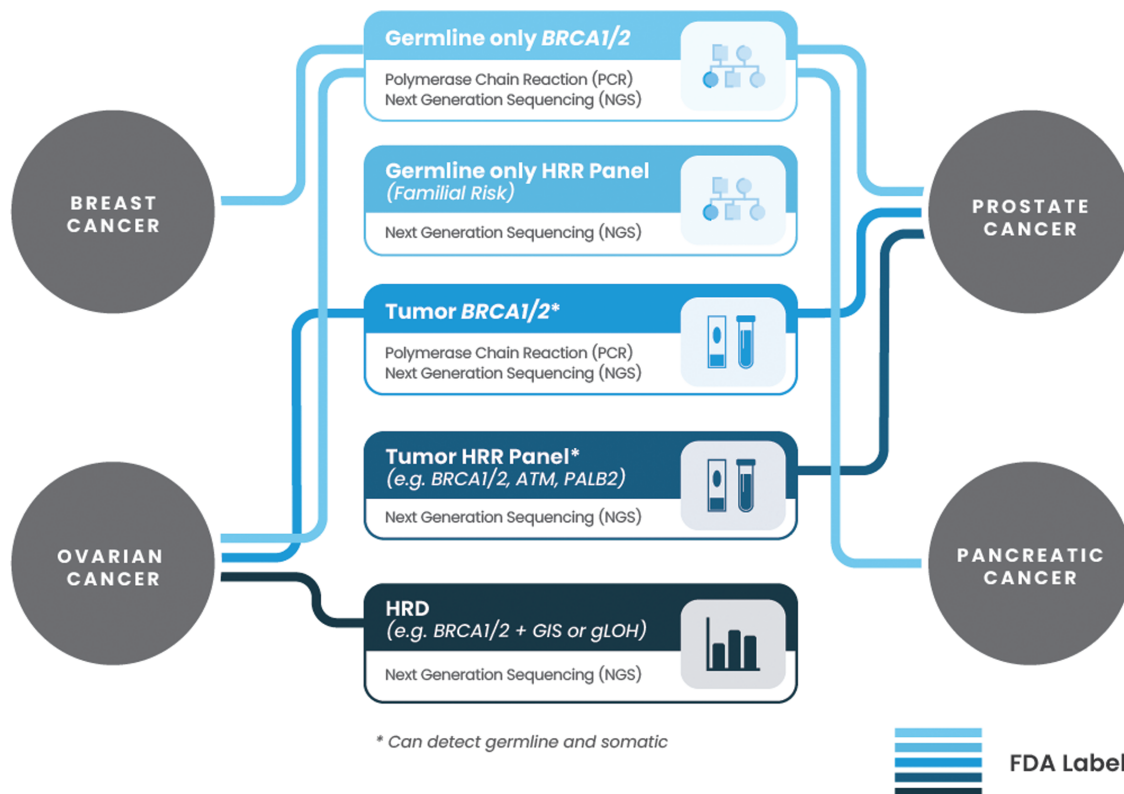 BREAST
CANCER
OVARIAN
CANCER
Germline only BRCA1/2
Polymerase Chain Reaction (PCR)
Next Generation Sequencing (NGS)
Germline only HRR Panel
(Familial Risk)
Next Generation Sequencing (NGS)
Tumor BRCA1/2*
Polymerase Chain Reaction (PCR)
Next Generation Sequencing (NGS)
Tumor HRR Panel*
(e.g. BRCA1/2, ATM, PALB2)
Next Generation Sequencing (NGS)
HRD
(e.g. BRCA1/2 + GIS or gLOH)
Next Generation Sequencing (NGS)
* Can detect germline and somatic
PROSTATE
CANCER
PANCREATIC
CANCER
FDA Label